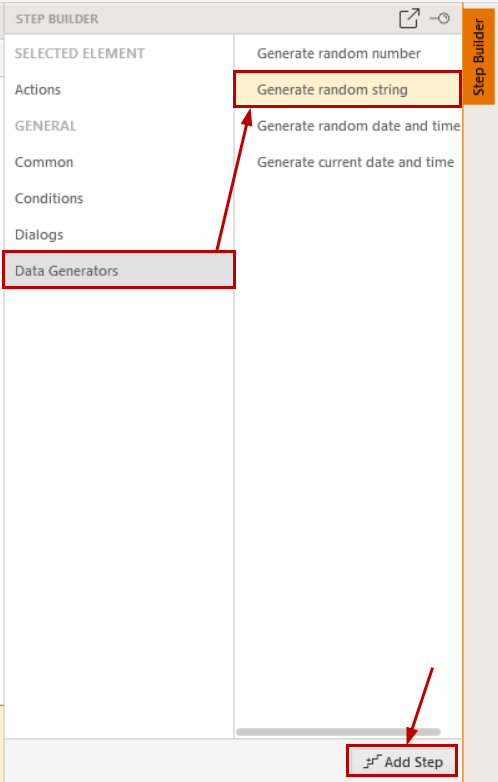 STEP BUILDER
Step Builder
SELECTED ELEMENT
Actions
GENERAL
Common
Conditions
Dialogs
Data Generators
Generate random number
Generate random string
Generate random date and time
Generate current date and time
Add Step